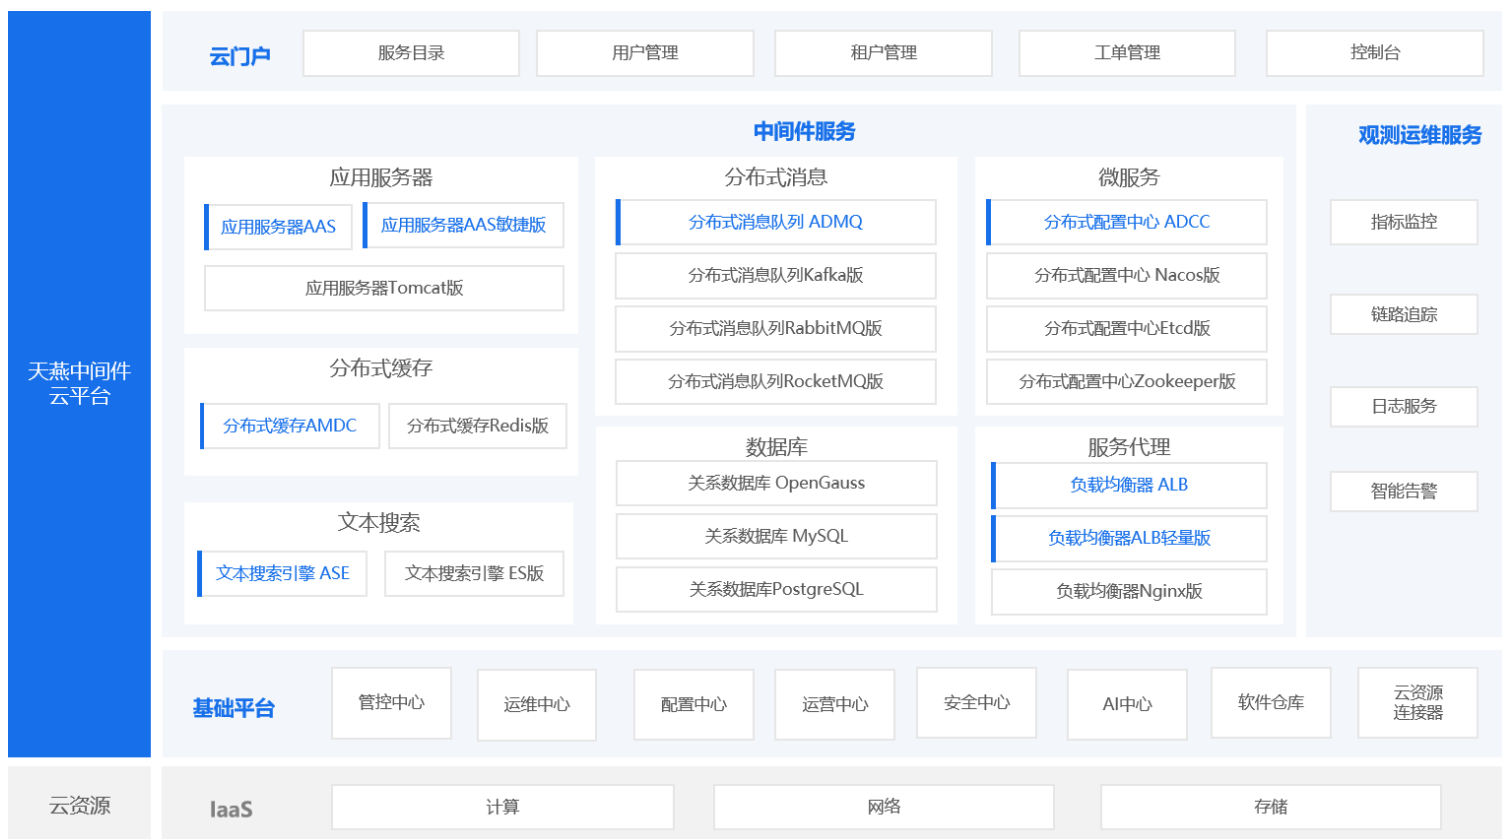 天燕中间件
云平台
云门户
服务目录
用户管理
租户管理
工单管理
控制台
中间件服务
应用服务器
应用服务器AAS
应用服务器AAS敏捷版
应用服务器Tomcat版
分布式缓存
分布式缓存AMDC
分布式缓存Redis版
文本搜索
文本搜索引擎 ASE
文本搜索引擎 ES版
分布式消息
分布式消息队列 ADMQ
分布式消息队列Kafka版
分布式消息队列RabbitMQ版
分布式消息队列RocketMQ版
数据库
关系数据库 OpenGauss
关系数据库 MySQL
关系数据库PostgreSQL
微服务
分布式配置中心 ADCC
分布式配置中心 Nacos版
分布式配置中心Etcd版
分布式配置中心Zookeeper版
服务代理
负载均衡器 ALB
负载均衡器ALB轻量版
负载均衡器Nginx版
观测运维服务
指标监控
链路追踪
日志服务
智能告警
基础平台
管控中心
运维中心
配置中心
运营中心
安全中心
AI中心
软件仓库
云资源
连接器
云资源
IaaS
计算
网络
存储